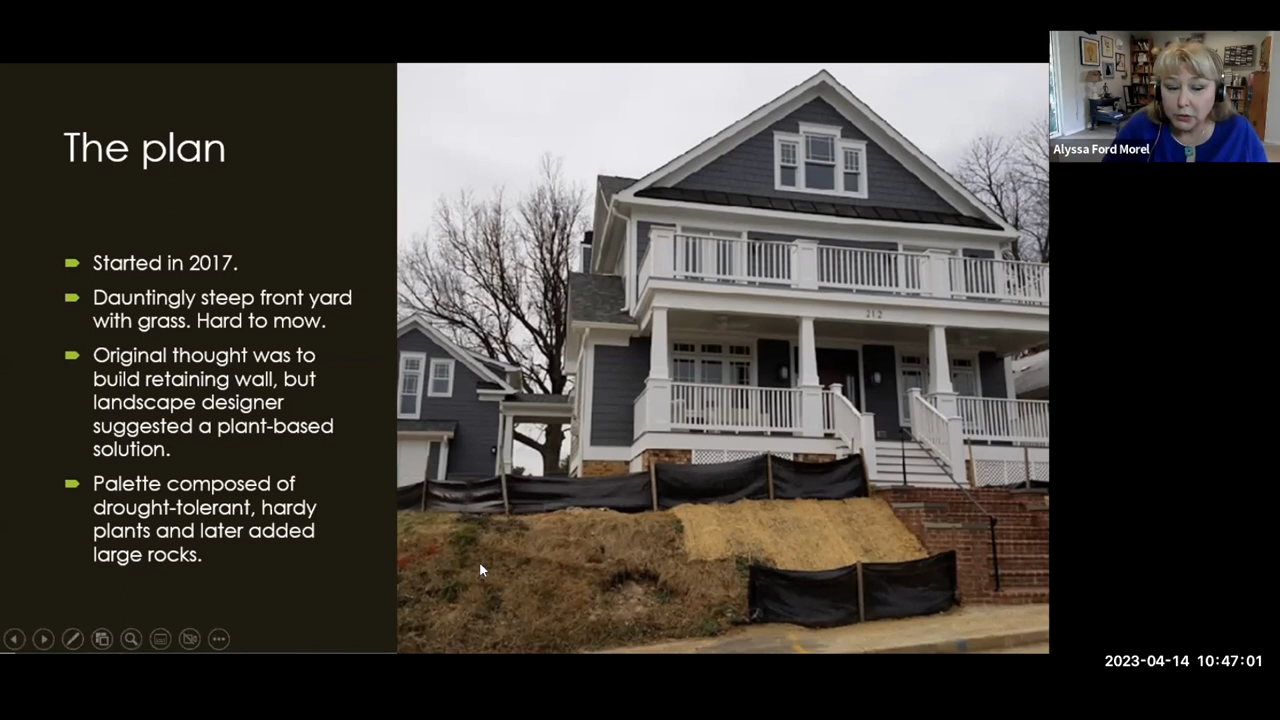 The plan
Started in 2017.
Dauntingly steep front yard
with grass. Hard to mow.
Original thought was to
build retaining wall, but
landscape designer
suggested a plant-based
solution.
Palette composed of
drought-tolerant, hardy
plants and later added
large rocks.
212
Alyssa Ford Morel
2023-04-14 10:47:01